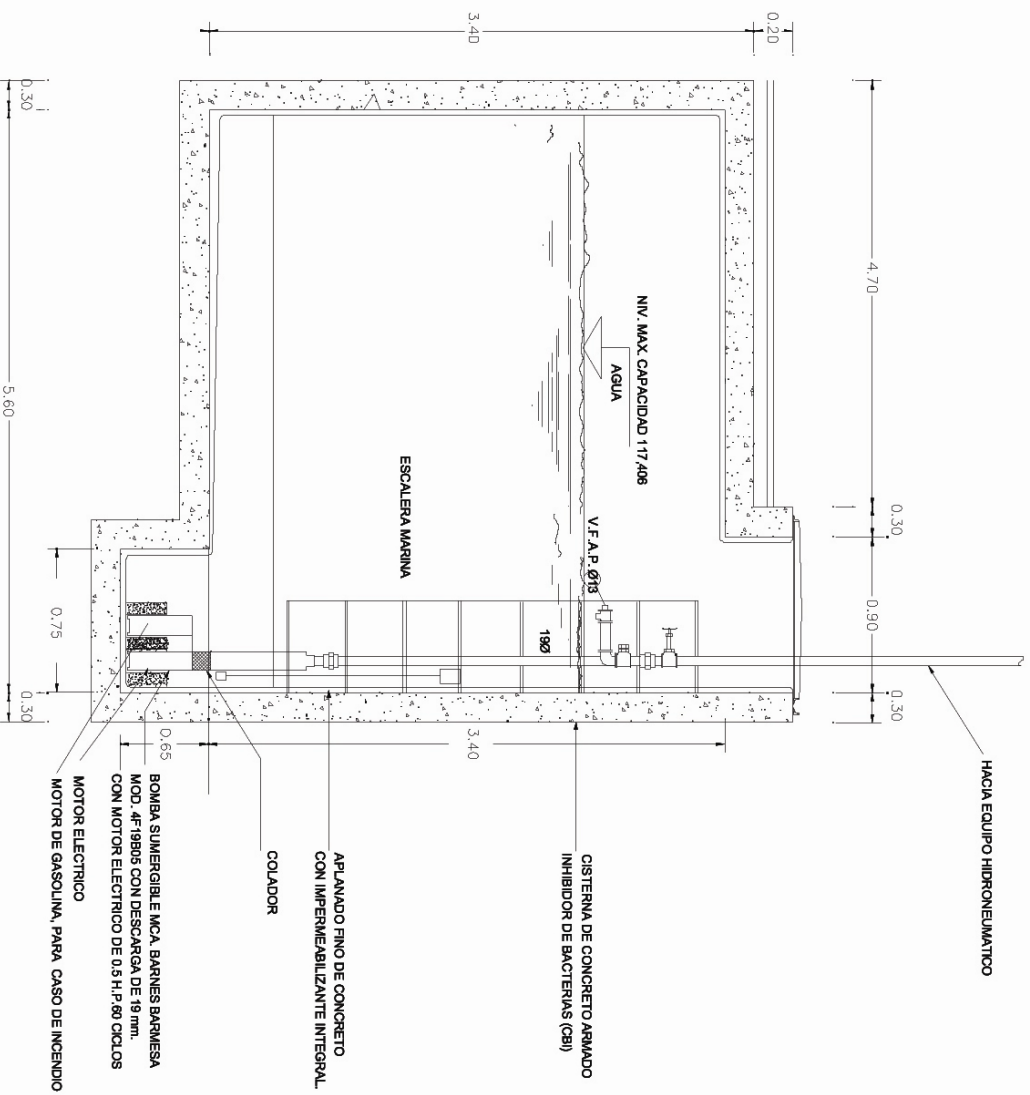 HACIA EQUIPO HIDRONEUMATICO
4.70
0.30
0.90
0.30
0.20
3.40
NIV. MAX. CAPACIDAD 117,406
AGUA
V.F.A.P. Ø13
19Ø
ESCALERA MARINA
3.40
0.65
0.30
5.60
0.75
0.30
CISTERNA DE CONCRETO ARMADO
INHIBIDOR DE BACTERIAS (CBI)
APLANADO FINO DE CONCRETO
CON IMPERMEABILIZANTE INTEGRAL.
COLADOR
BOMBA SUMERGIBLE MCA. BARNES BARMESA
MOD. 4F19B05 CON DESCARGA DE 19 mm.
CON MOTOR ELECTRICO DE 0.5 H.P.60 CICLOS
MOTOR ELECTRICO
MOTOR DE GASOLINA, PARA CASO DE INCENDIO